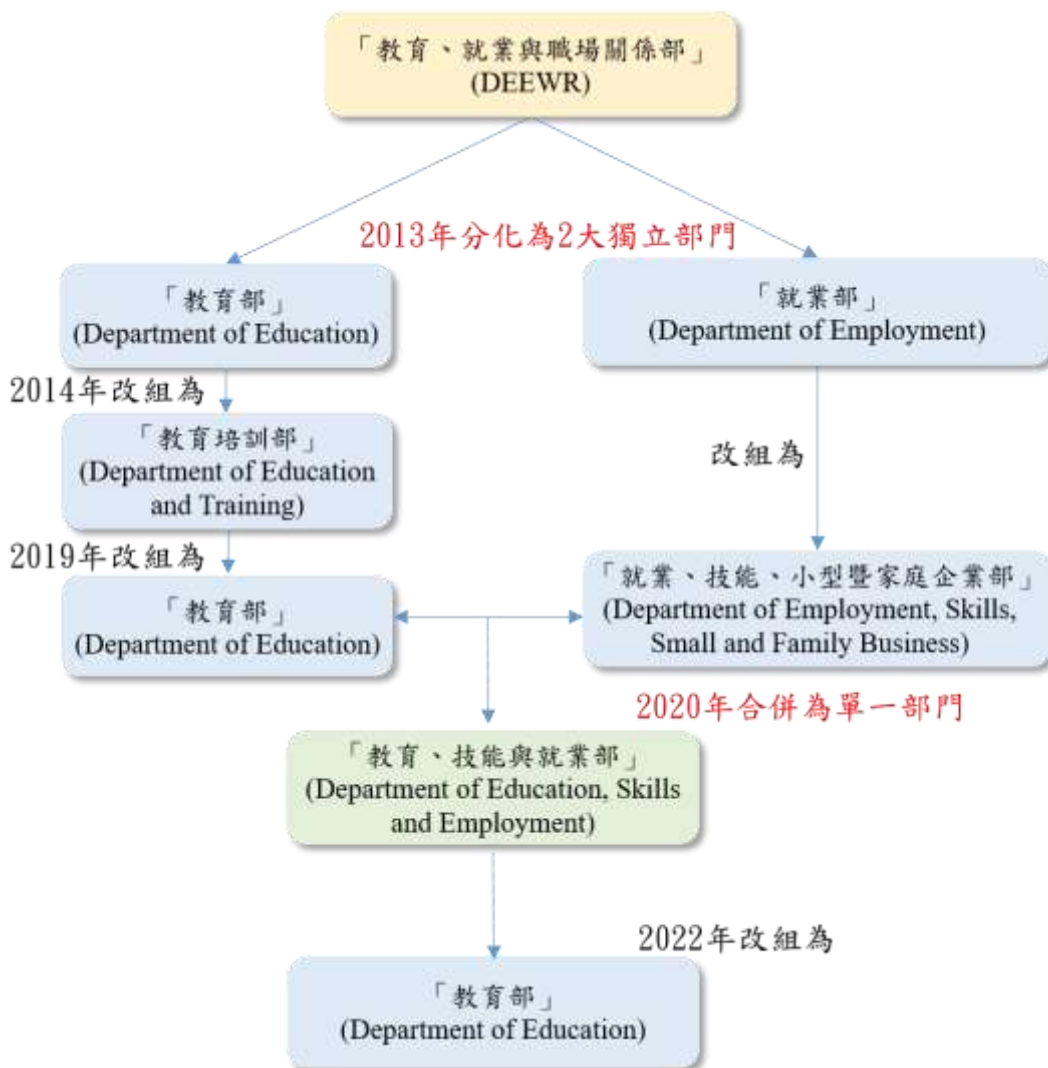 「教育、就業與職場關係部」
(DEEWR)
2013年分化為2大獨立部門
「教育部」
(Department of Education)
「就業部」
(Department of Employment)
2014年改組為
「教育培訓部」
(Department of Education
and Training)
改組為
2019年改組為
「教育部」
(Department of Education)
「就業、技能、小型暨家庭企業部」
(Department of Employment, Skills,
Small and Family Business)
2020年合併為單一部門
「教育、技能與就業部」
(Department of Education, Skills
and Employment)
2022年改組為
「教育部」
(Department of Education)